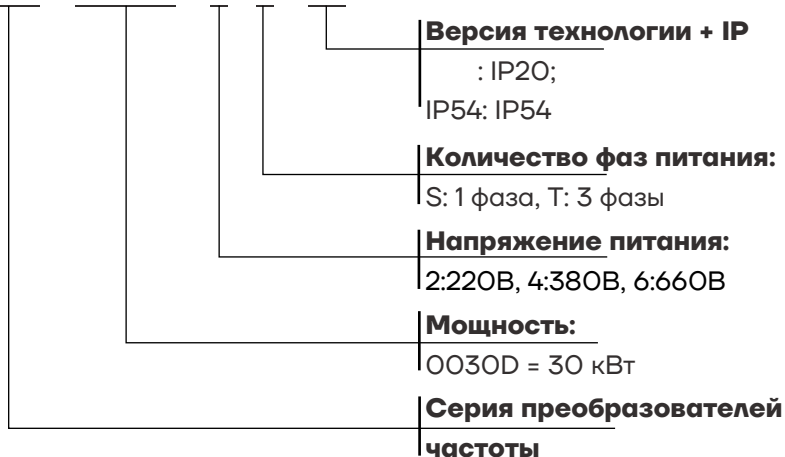 Версия технологии + IP
: IP20;
IP54: IP54
Количество фаз питания:
S: 1 фаза, T: 3 фазы
Напряжение питания:
2:220В, 4:380В, 6:660В
Мощность:
0030D = 30 кВт
Серия преобразователей
частоты